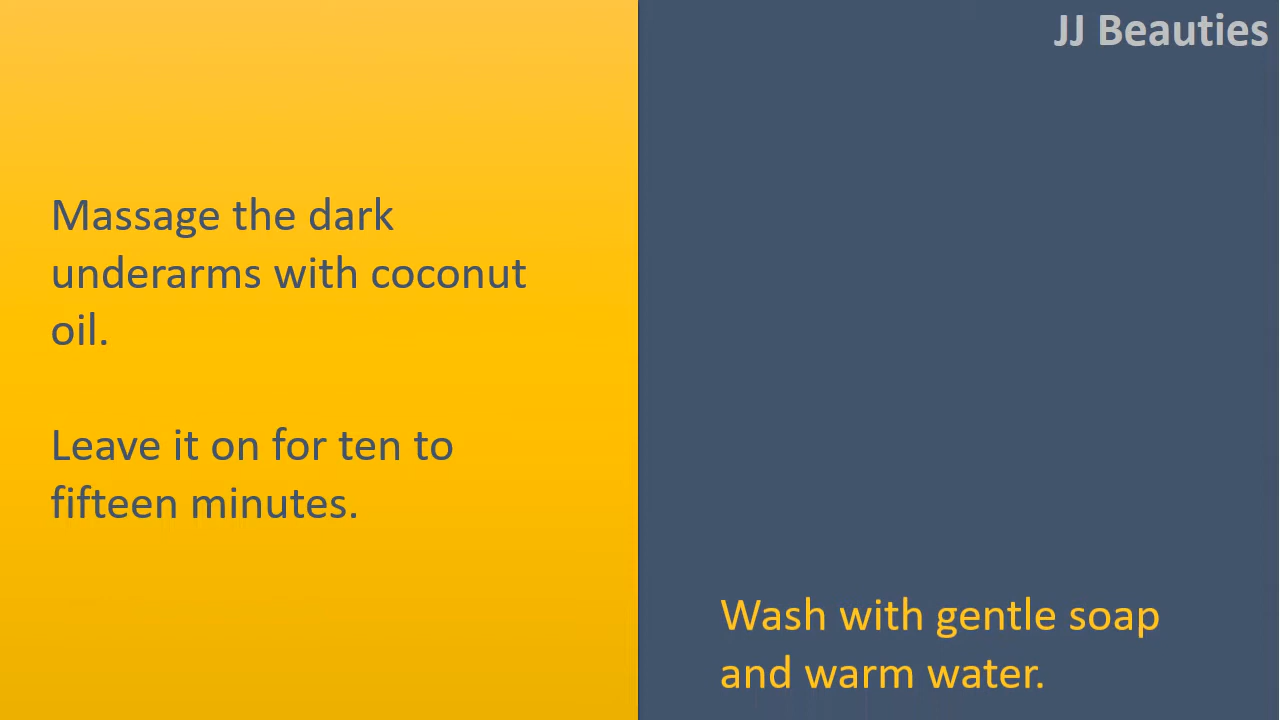 JJ Beauties
Massage the dark
underarms with coconut
oil.
Leave it on for ten to
fifteen minutes.
Wash with gentle soap
and warm water.